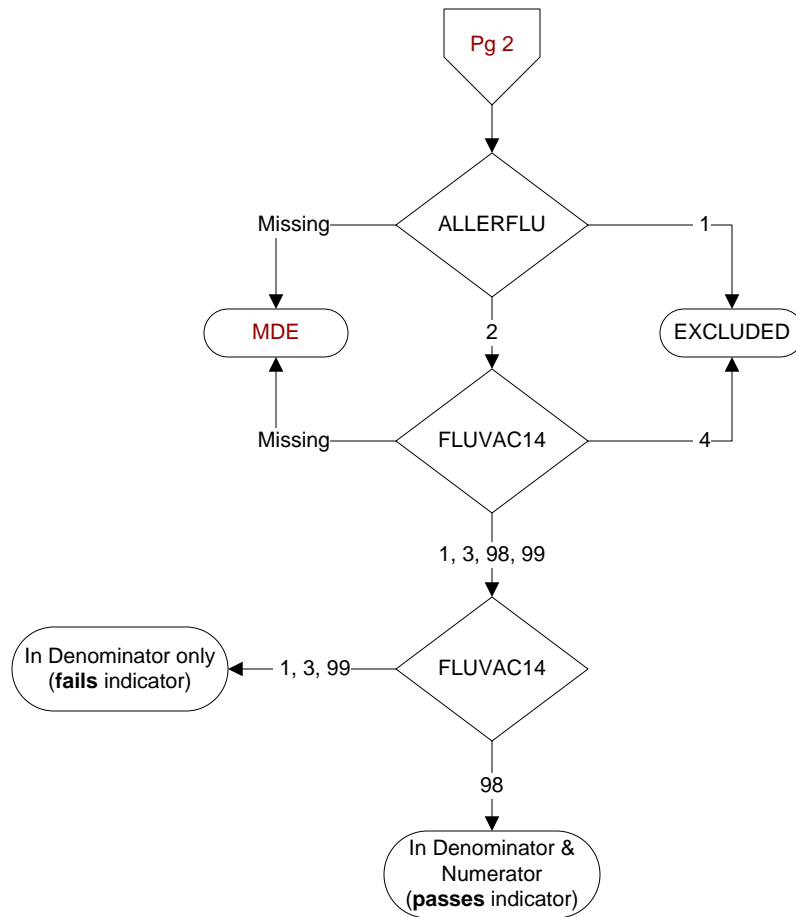 Pg 2
ALLERFLU
Missing
1
MDE
2
EXCLUDED
FLUVAC14
Missing
4
1, 3, 98, 99
FLUVAC14
In Denominator only
(fails indicator)
1, 3, 99
98
In Denominator &
Numerator
(passes indicator)